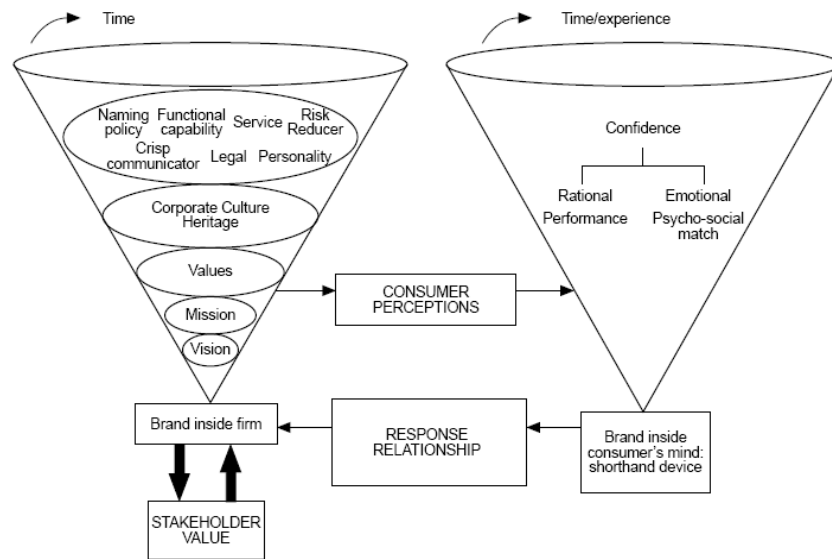 Time
Time/experience
Naming
policy
Functional
capability
Service
Risk
Reducer
Crisp
communicator
Legal
Personality
Corporate Culture
Heritage
Values
Mission
Vision
Brand inside firm
STAKEHOLDER
VALUE
CONSUMER
PERCEPTIONS
RESPONSE
RELATIONSHIP
Confidence
Rational
Performance
Emotional
Psycho-social
match
Brand inside
consumer's mind:
shorthand device